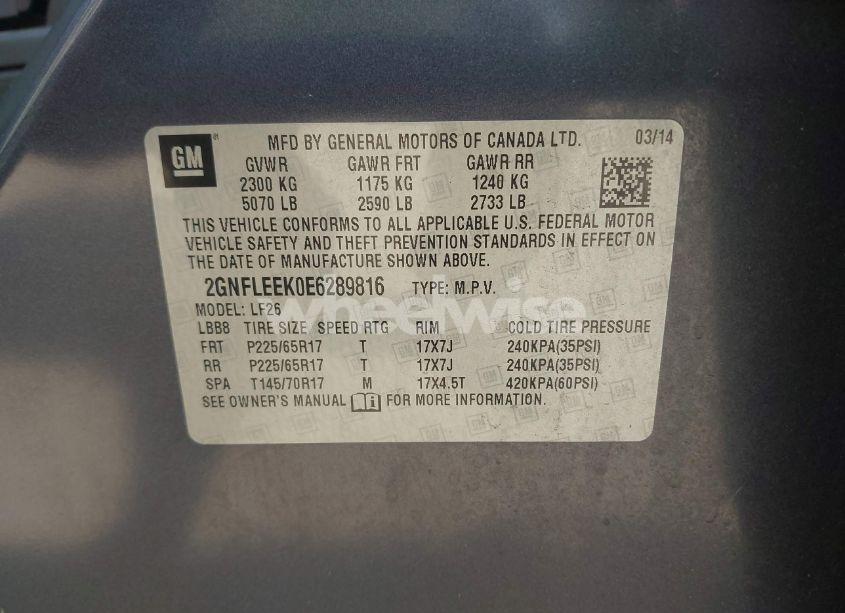 GM
MFD BY GENERAL MOTORS OF CANADA LTD. 03/14
GVWR GAWR FRT GAWR RR
2300 KG 1175 KG 1240 KG
5070 LB 2590 LB 2733 LB
THIS VEHICLE CONFORMS TO ALL APPLICABLE U.S. FEDERAL MOTOR
VEHICLE SAFETY AND THEFT PREVENTION STANDARDS IN EFFECT ON
THE DATE OF MANUFACTURE SHOWN ABOVE.
2GNFLEEK0E6289816 TYPE: M.P.V.
MODEL: LF26
wheelwise
LBB8 TIRE SIZE SPEED RTG RIM COLD TIRE PRESSURE
FRT P225/65R17 T 17X7J 240KPA(35PSI)
RR P225/65R17 T 17X7J 240KPA(35PSI)
SPA T145/70R17 M 17X4.5T 420KPA(60PSI)
SEE OWNER'S MANUAL FOR MORE INFORMATION.